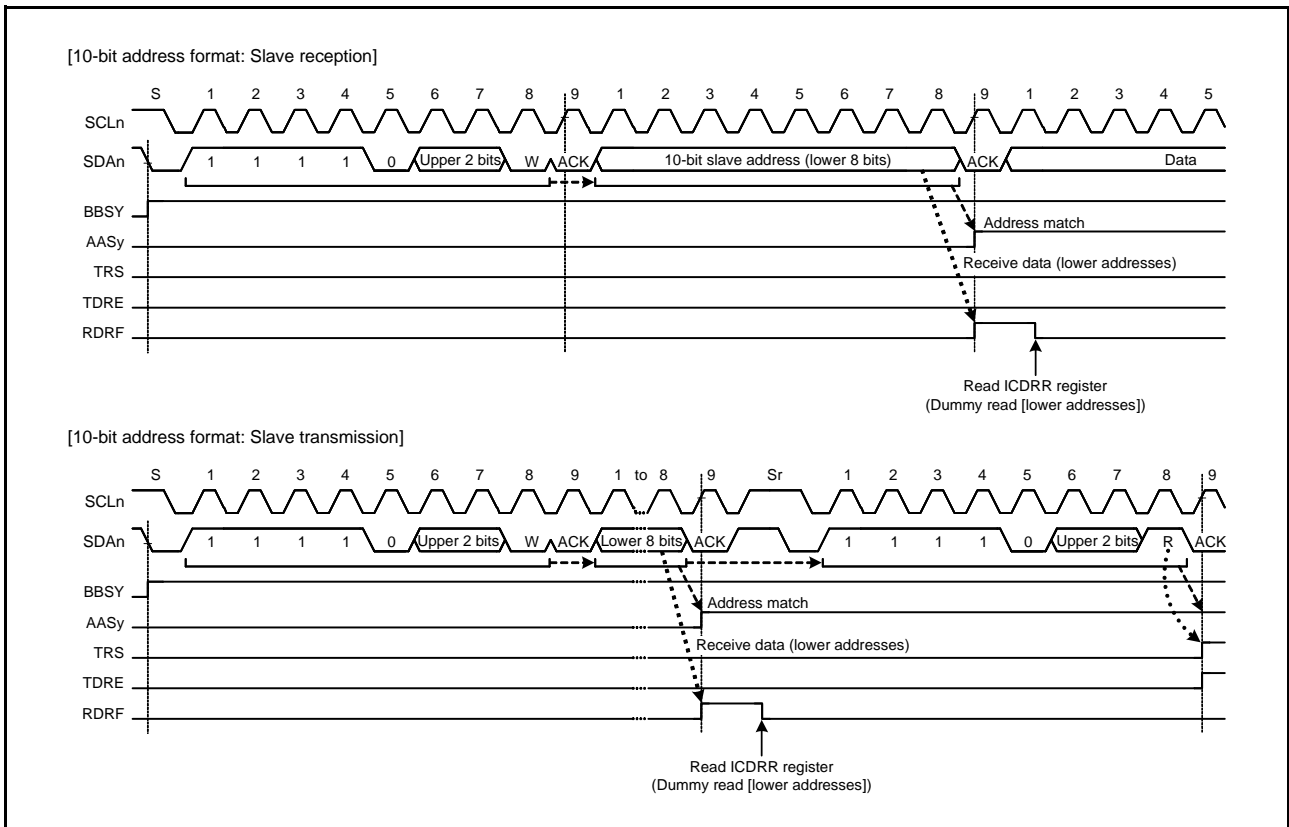 [10-bit address format: Slave reception]
S 1 2 3 4 5 6 7 8 9 1 2 3 4 5 6 7 8 9 1 2 3 4 5
SCLn
SDAn 1 1 1 1 0 Upper 2 bits W ACK 10-bit slave address (lower 8 bits) ACK Data
BBSY
Address match
AASy
TRS Receive data (lower addresses)
TDRE
RDRF
Read ICDRR register
(Dummy read [lower addresses])
[10-bit address format: Slave transmission]
S 1 2 3 4 5 6 7 8 9 1 to 8 9 Sr 1 2 3 4 5 6 7 8 9
SCLn
SDAn 1 1 1 1 0 Upper 2 bits W ACK Lower 8 bits ACK 1 1 1 1 0 Upper 2 bits R ACK
BBSY
Address match
AASy
TRS Receive data (lower addresses)
TDRE
RDRF
Read ICDRR register
(Dummy read [lower addresses])